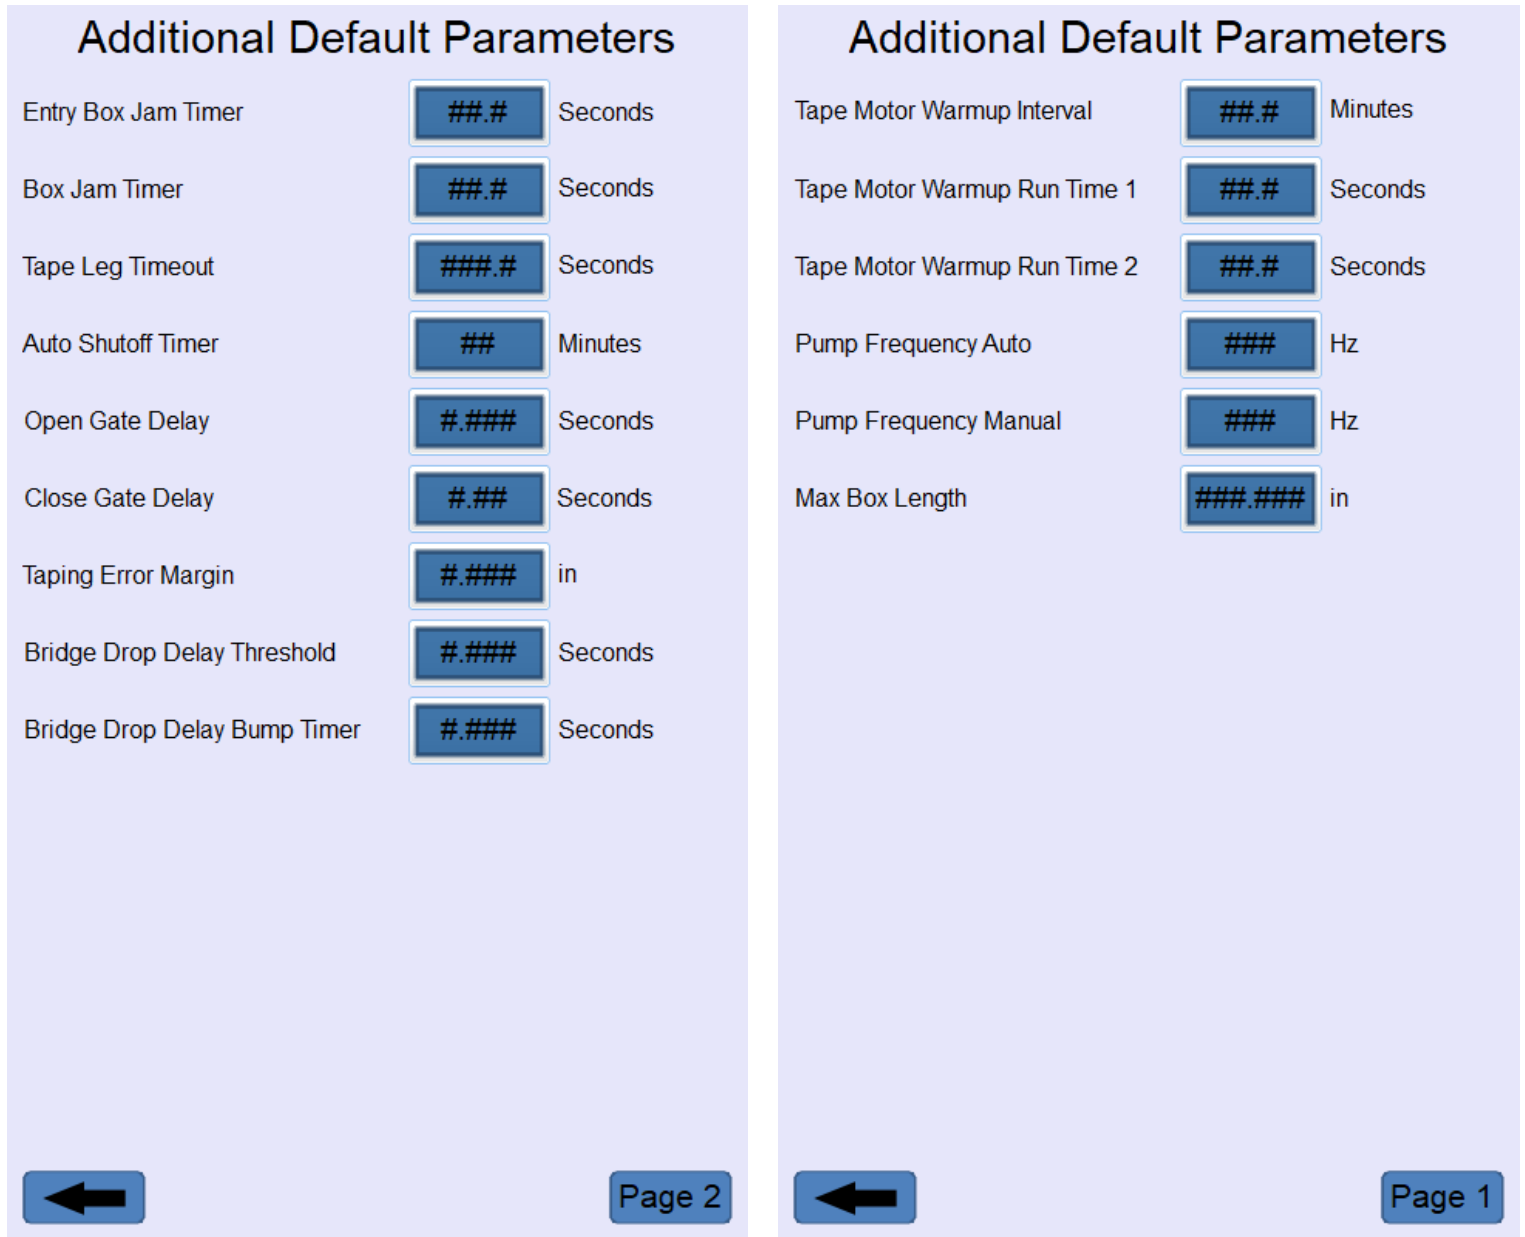 Additional Default Parameters
Entry Box Jam Timer ##.# Seconds
Box Jam Timer ##.# Seconds
Tape Leg Timeout ###.# Seconds
Auto Shutoff Timer ## Minutes
Open Gate Delay #.### Seconds
Close Gate Delay #.## Seconds
Taping Error Margin #.### in
Bridge Drop Delay Threshold #.### Seconds
Bridge Drop Delay Bump Timer #.### Seconds
Page 2
Additional Default Parameters
Tape Motor Warmup Interval ##.# Minutes
Tape Motor Warmup Run Time 1 ##.# Seconds
Tape Motor Warmup Run Time 2 ##.# Seconds
Pump Frequency Auto ### Hz
Pump Frequency Manual ### Hz
Max Box Length ###.### in
Page 1